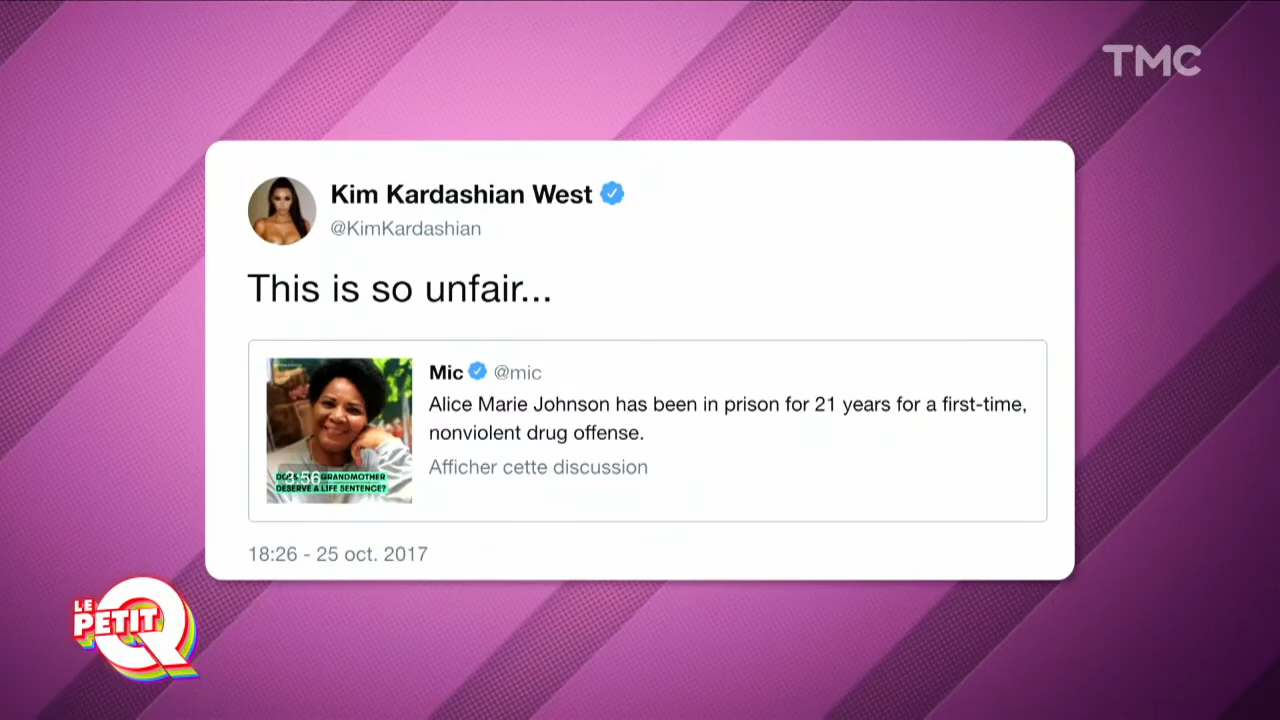 TMC
Kim Kardashian West
@KimKardashian
This is so unfair...
Mic @mic
Alice Marie Johnson has been in prison for 21 years for a first-time,
nonviolent drug offense.
Afficher cette discussion
3:56
GRANDMOTHER
DESERVE A LIFE SENTENCE?
18:26 - 25 oct. 2017
LE
PETIT
Q